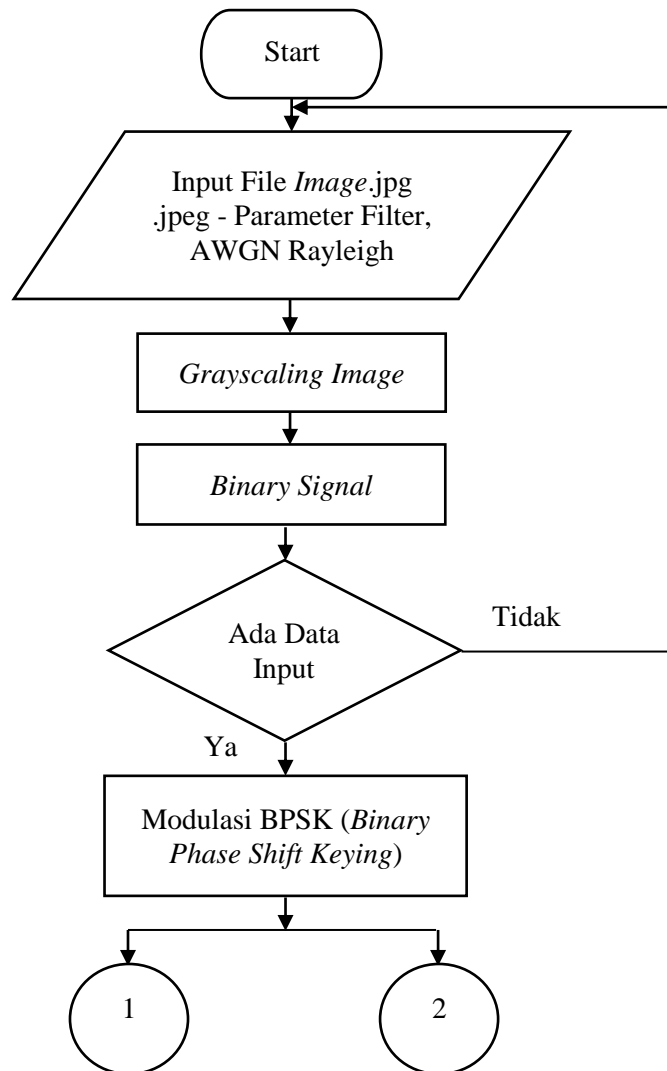 Start
Input File Image.jpg
.jpeg - Parameter Filter,
AWGN Rayleigh
Grayscaling Image
Binary Signal
Ada Data
Input
Tidak
Ya
Modulasi BPSK (Binary
Phase Shift Keying)
1
2